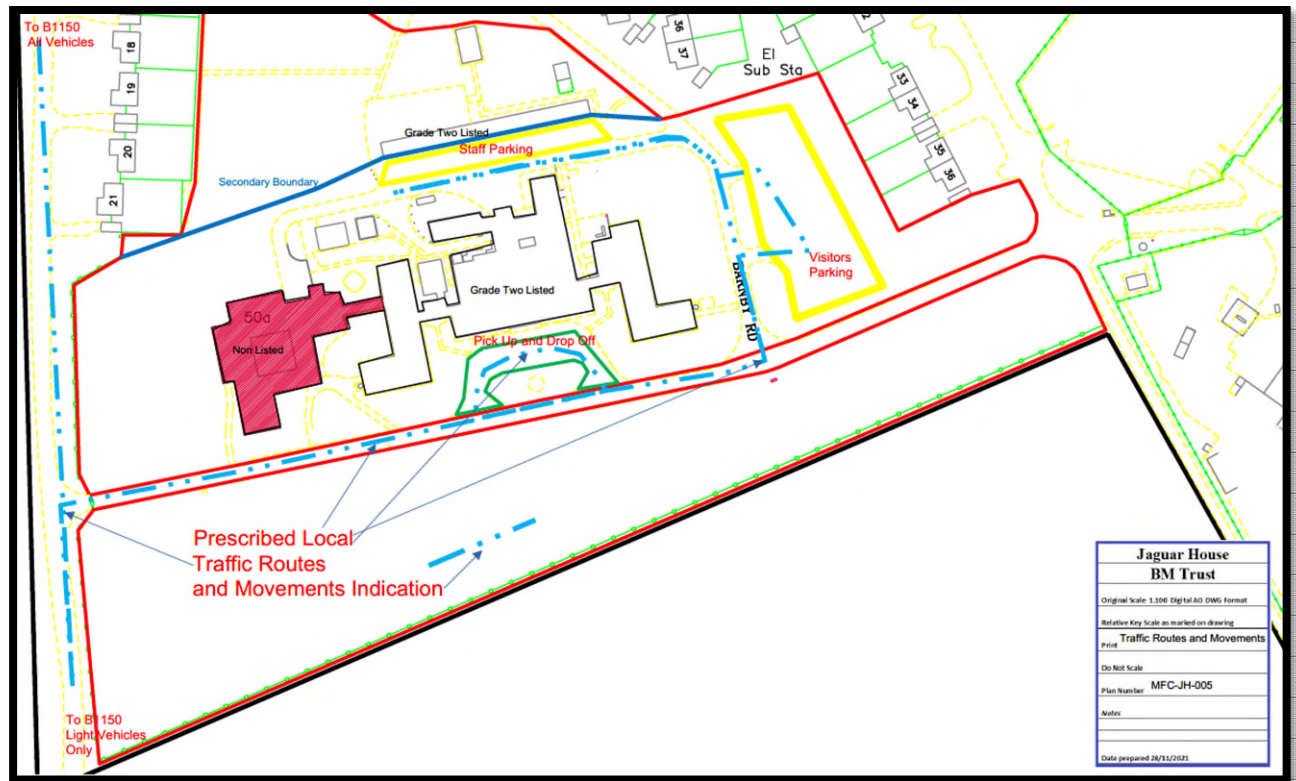 To B1150
All Vehicles
18
19
20
21
36
37
El
Sub Sta
33
34
35
36
Grade Two Listed
Staff Parking
Secondary Boundary
Visitors
Parking
BARNBY RD
Grade Two Listed
50a
Non Listed
Pick Up and Drop Off
Prescribed Local
Traffic Routes
and Movements Indication
To B1150
Light Vehicles
Only
Jaguar House
BM Trust
Original Scale 1.100 Digital AO DWG Format
Relative Key Scale as marked on drawing
Print Traffic Routes and Movements
Do Not Scale
Plan Number MFC-JH-005
Notes
Date prepared 28/11/2021